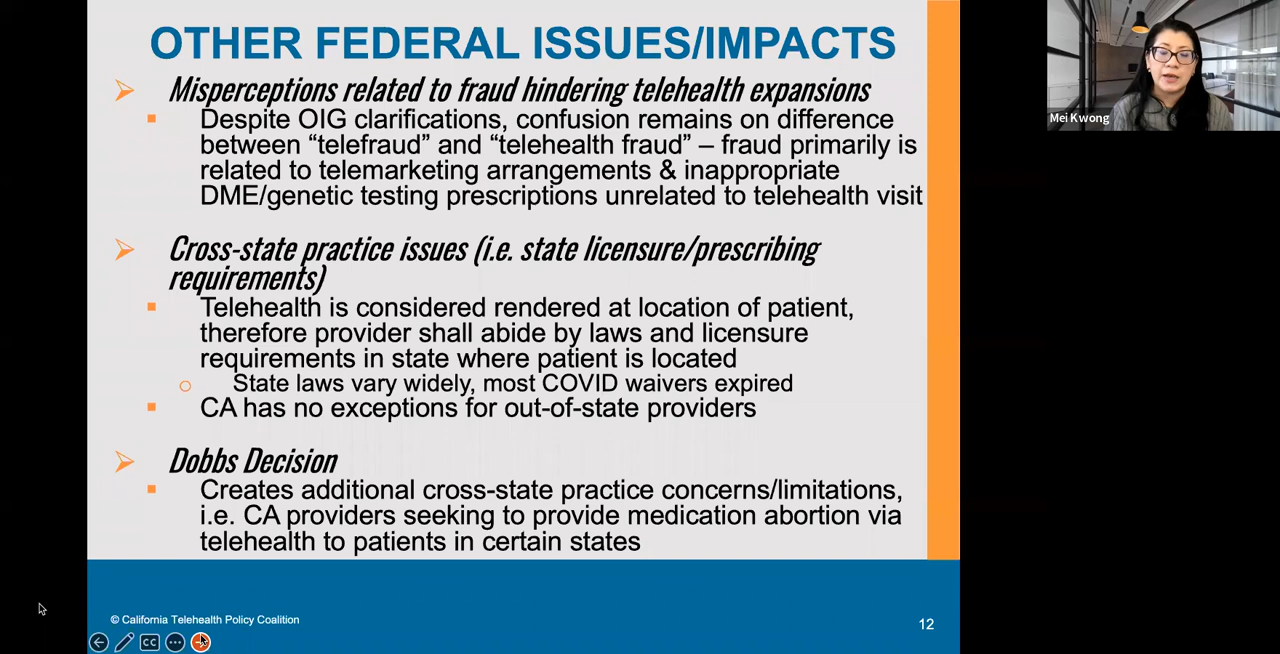 OTHER FEDERAL ISSUES/IMPACTS
Misperceptions related to fraud hindering telehealth expansions
Despite OIG clarifications, confusion remains on difference
between “telefraud” and “telehealth fraud” – fraud primarily is
related to telemarketing arrangements & inappropriate
DME/genetic testing prescriptions unrelated to telehealth visit
Cross-state practice issues (i.e. state licensure/prescribing
requirements)
Telehealth is considered rendered at location of patient,
therefore provider shall abide by laws and licensure
requirements in state where patient is located
State laws vary widely, most COVID waivers expired
CA has no exceptions for out-of-state providers
Dobbs Decision
Creates additional cross-state practice concerns/limitations,
i.e. CA providers seeking to provide medication abortion via
telehealth to patients in certain states
© California Telehealth Policy Coalition
12
CC
Mei Kwong